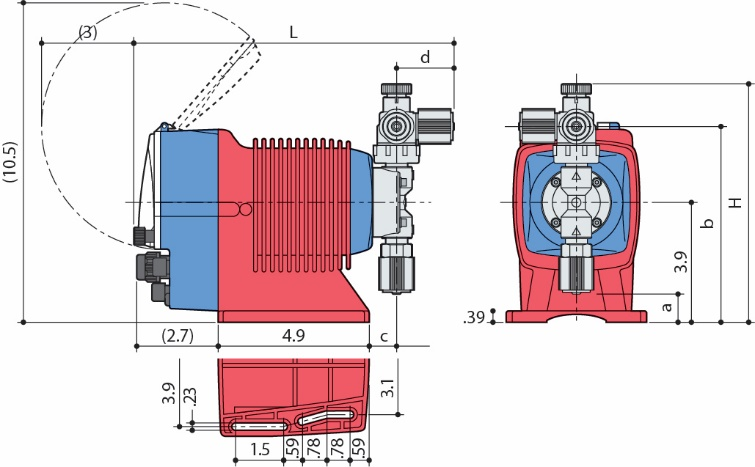 (3)
L
d
(10.5)
H
b
3.9
a
.39
(2.7)
4.9
c
3.9
.23
3.1
1.5
.59
.78
.78
.59